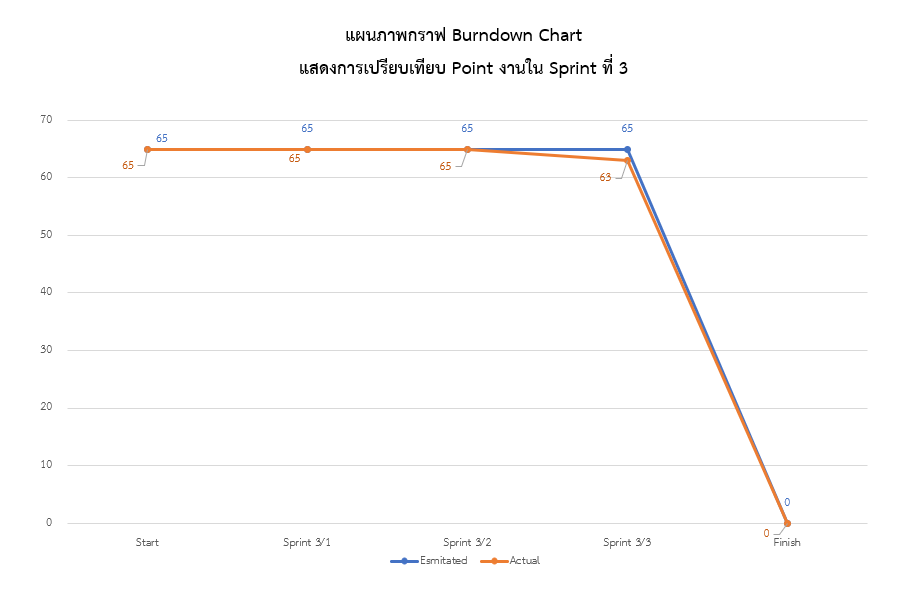 แผนภาพกราฟ Burndown Chart
แสดงการเปรียบเทียบ Point งานใน Sprint ที่ 3
70
60
50
40
30
20
10
0
65
65
65
65
0
65
65
65
63
0
Start
Sprint 3/1
Sprint 3/2
Sprint 3/3
Finish
Esmitated
Actual